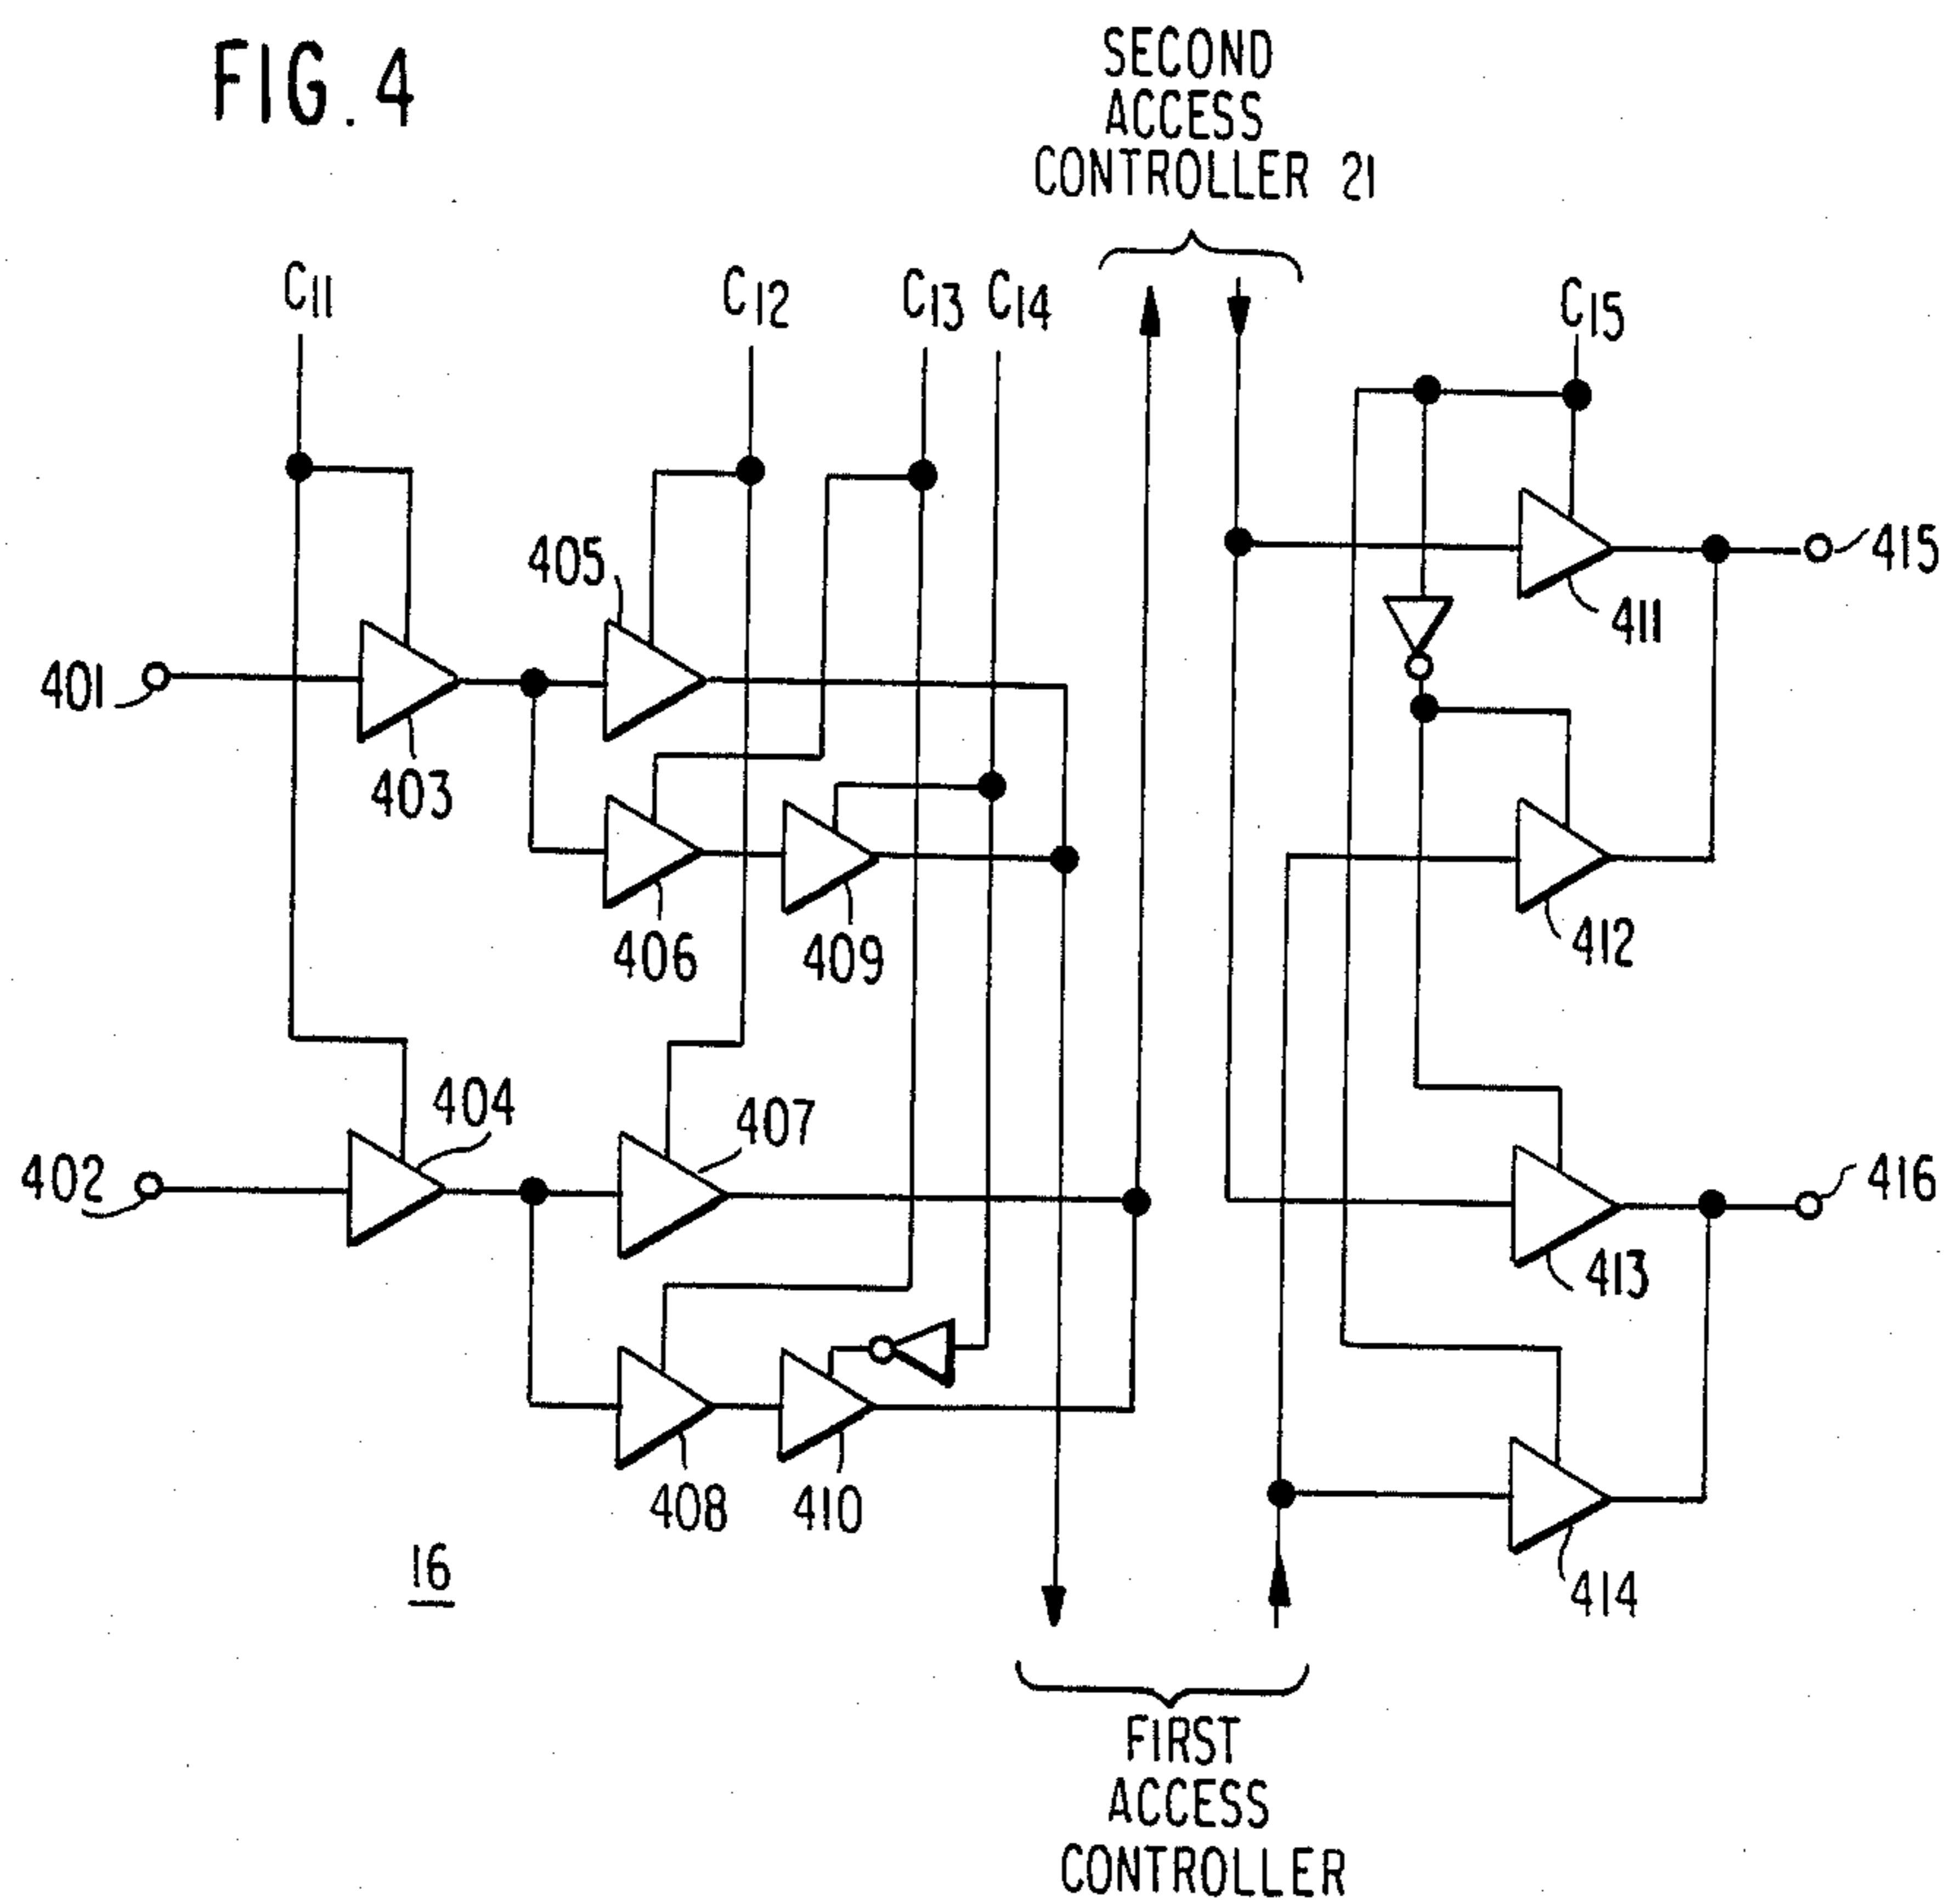 FIG. 4
SECOND
ACCESS
CONTROLLER 21
C11
C12
C13
C14
C15
405
415
411
401
403
406
409
412
404
407
402
416
413
408
410
414
16
FIRST
ACCESS
CONTROLLER